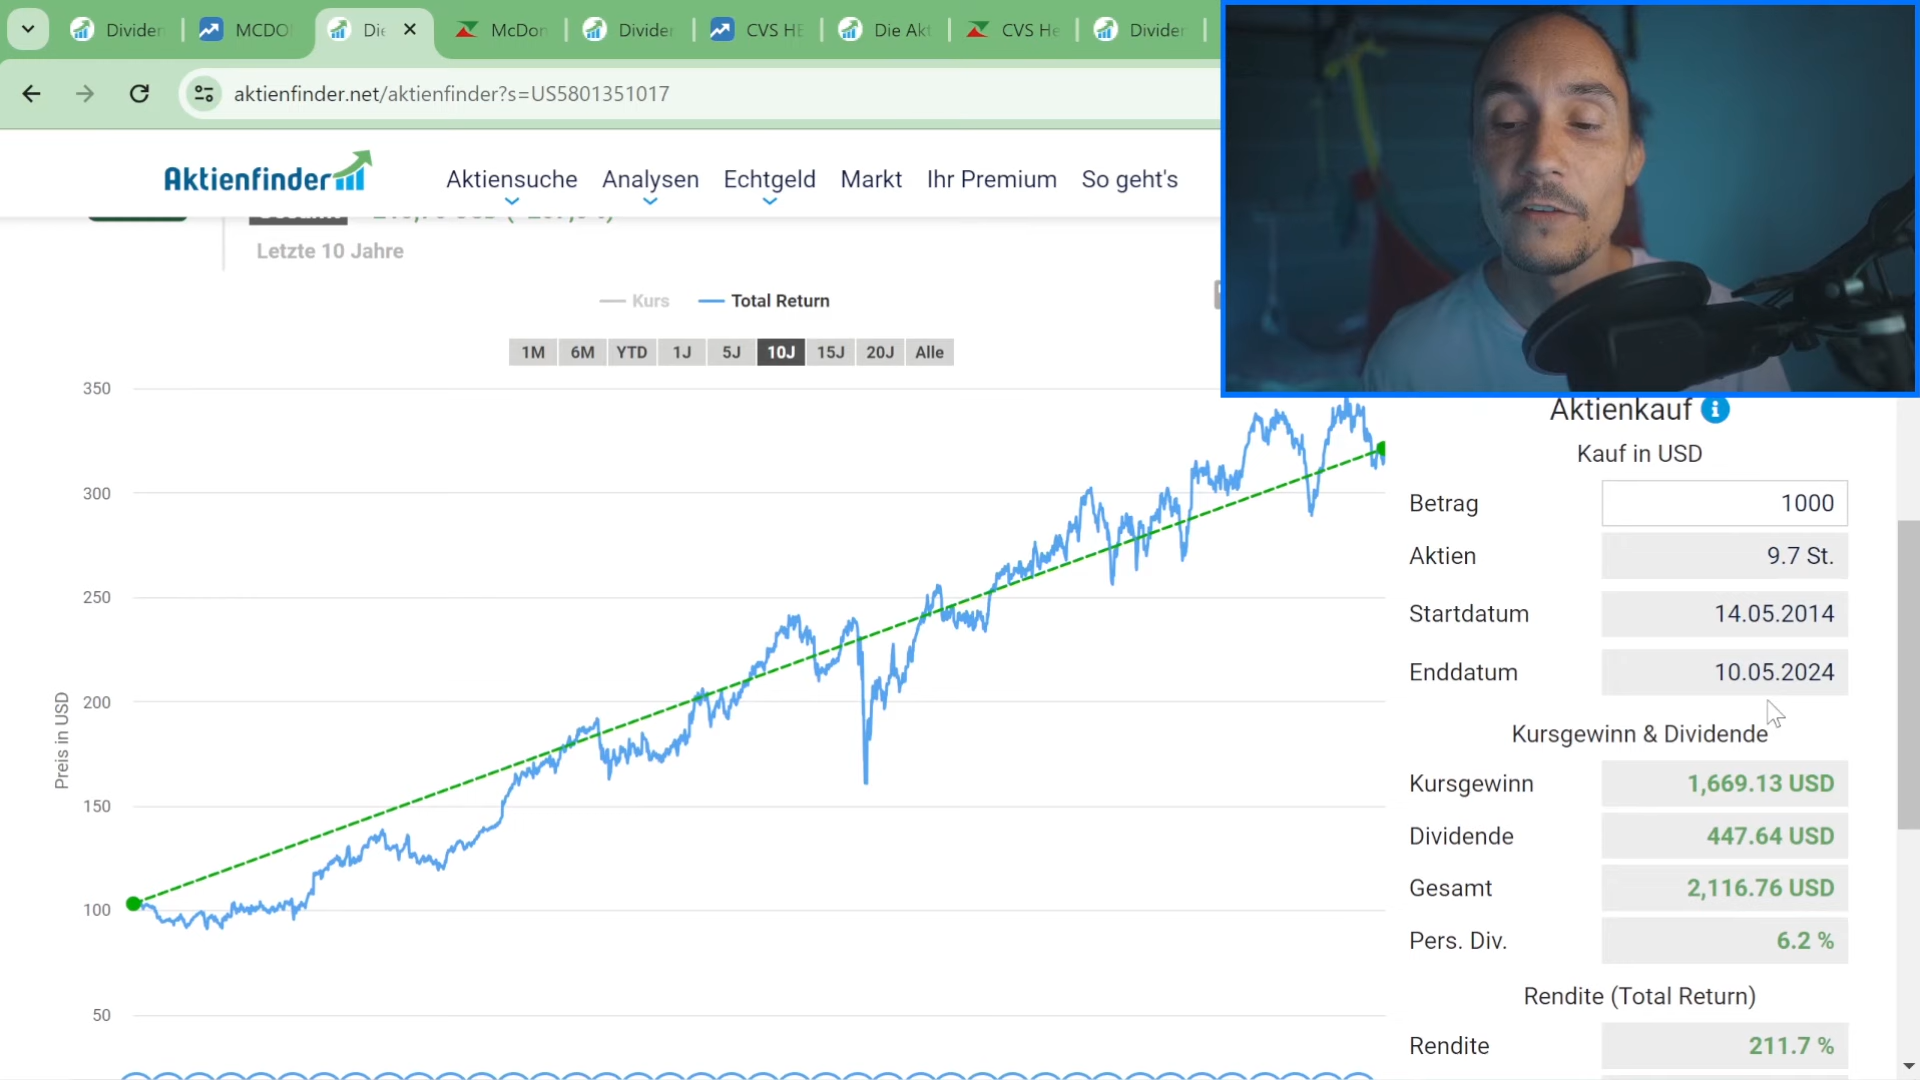 Divider
MCDO
Die
McDon
Divider
CVS HE
Die Akt
CVS He
Divider
aktienfinder.net/aktienfinder?s=US5801351017
Aktienfinder
Aktiensuche
Analysen
Echtgeld
Markt
Ihr Premium
So geht's
Letzte 10 Jahre
Kurs
Total Return
1M
6M
YTD
1J
5J
10J
15J
20J
Alle
350
300
250
200
150
100
50
Preis in USD
Aktienkauf
Kauf in USD
Betrag 1000
Aktien 9.7 St.
Startdatum 14.05.2014
Enddatum 10.05.2024
Kursgewinn & Dividende
Kursgewinn 1,669.13 USD
Dividende 447.64 USD
Gesamt 2,116.76 USD
Pers. Div. 6.2 %
Rendite (Total Return)
Rendite 211.7 %